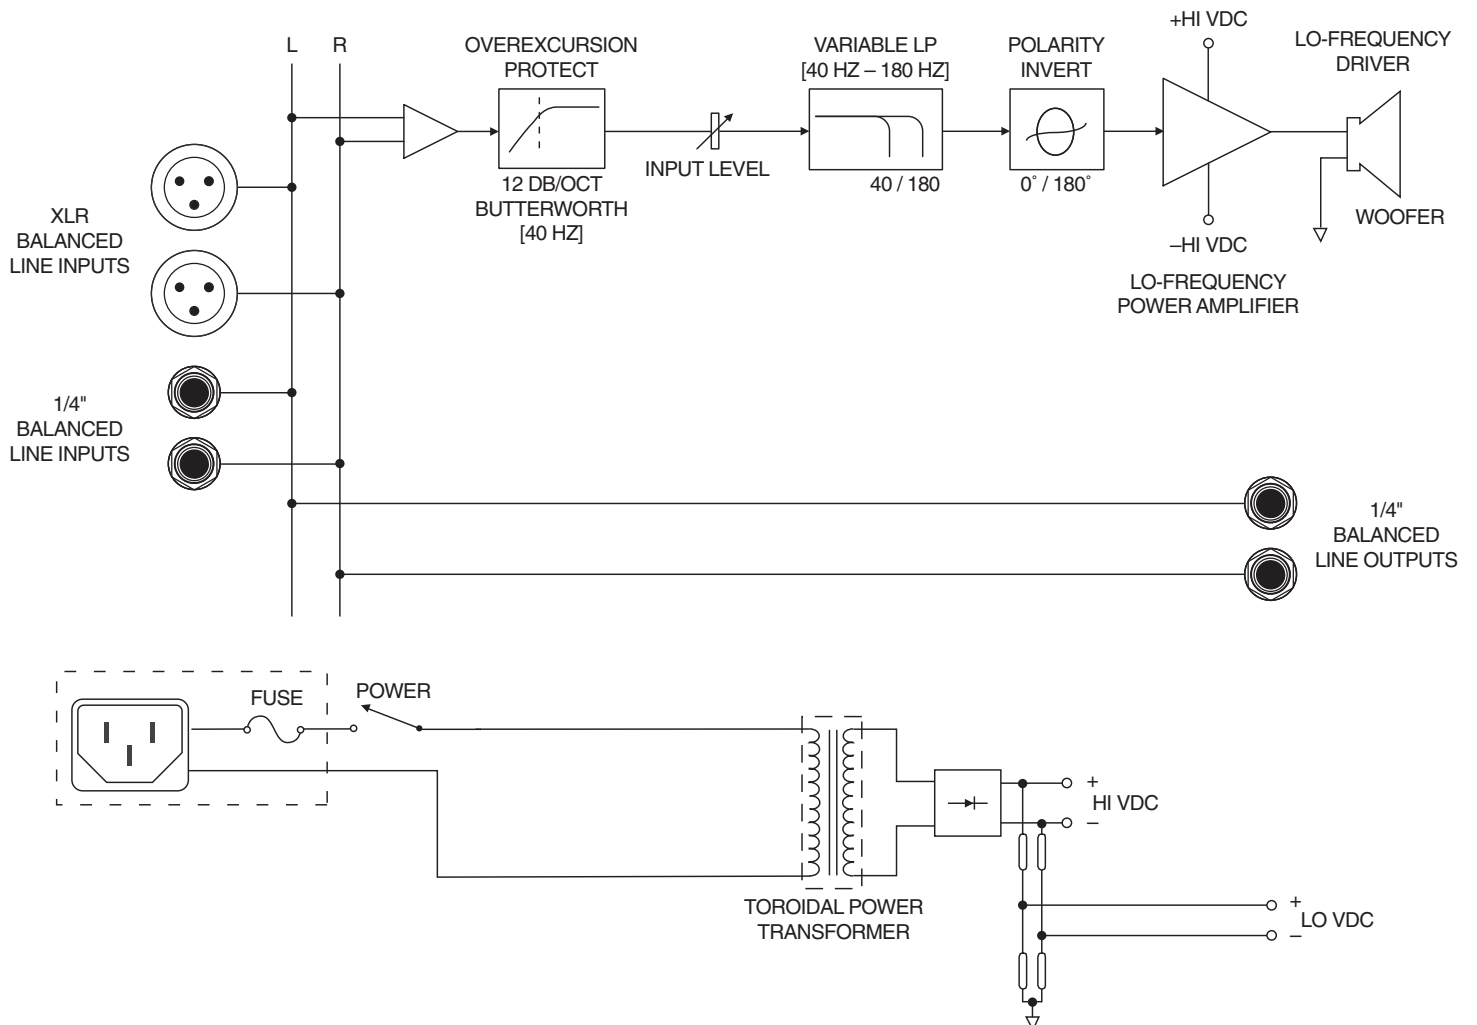 L
R
OVEREXCURSION
PROTECT
12 DB/OCT
BUTTERWORTH
[40 HZ]
INPUT LEVEL
VARIABLE LP
[40 HZ – 180 HZ]
40 / 180
POLARITY
INVERT
0˚ / 180˚
+HI VDC
–HI VDC
LO-FREQUENCY
POWER AMPLIFIER
LO-FREQUENCY
DRIVER
WOOFER
XLR
BALANCED
LINE INPUTS
1/4"
BALANCED
LINE INPUTS
1/4"
BALANCED
LINE OUTPUTS
FUSE
POWER
TOROIDAL POWER
TRANSFORMER
+
HI VDC
–
+
LO VDC
–